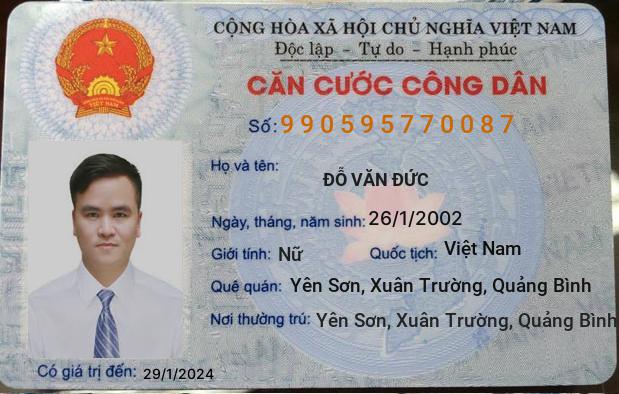 CỘNG HÒA XÃ HỘI CHỦ NGHĨA VIỆT NAM
Độc lập - Tự do - Hạnh phúc
CĂN CƯỚC CÔNG DÂN
Số: 990595770087
Họ và tên:
ĐỖ VĂN ĐỨC
Ngày, tháng, năm sinh: 26/1/2002
Giới tính: Nữ Quốc tịch: Việt Nam
Quê quán: Yên Sơn, Xuân Trường, Quảng Bình
Nơi thường trú: Yên Sơn, Xuân Trường, Quảng Bình
Có giá trị đến: 29/1/2024
VIỆT NAM